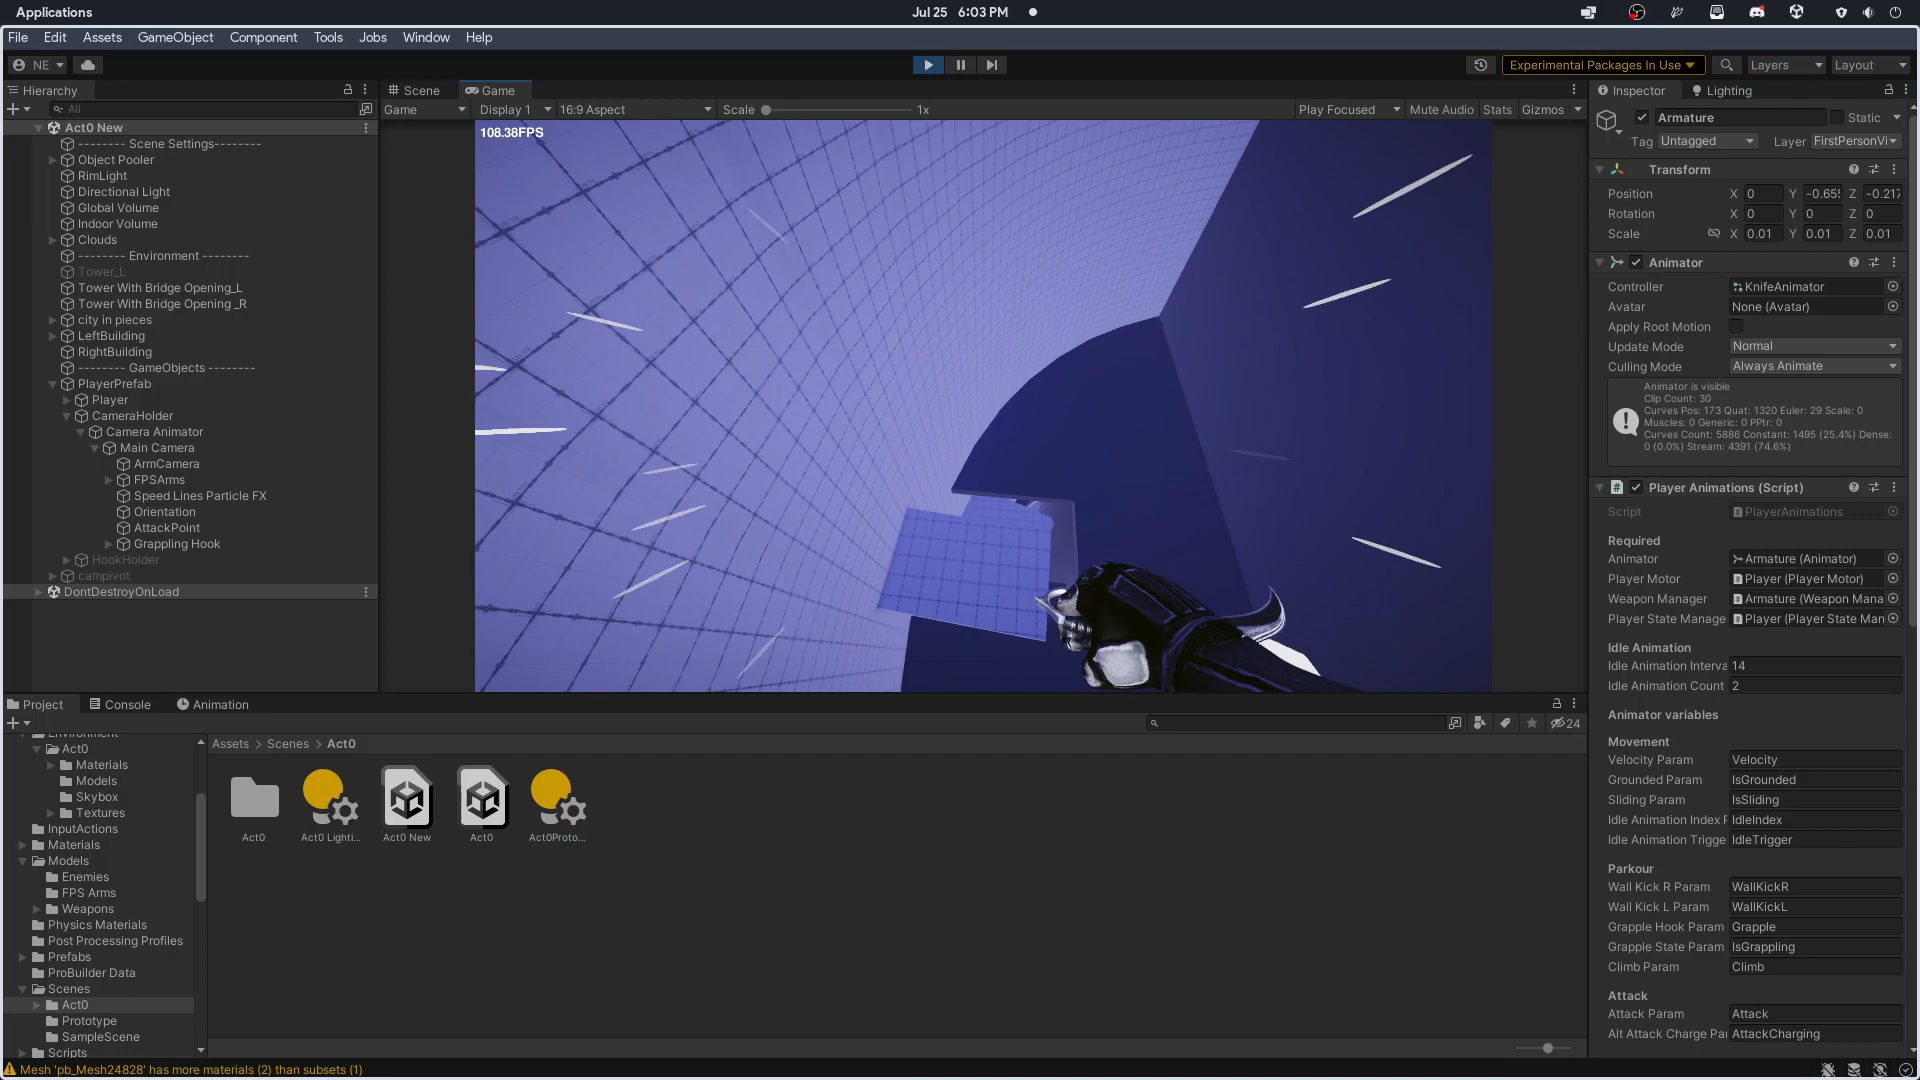 Applications
Jul 25 6:03 PM
File Edit Assets GameObject Component Tools Jobs Window Help
NE
Experimental Packages In Use
Layers
Layout
Hierarchy
All
Act0 New
-------- Scene Settings--------
Object Pooler
RimLight
Directional Light
Global Volume
Indoor Volume
Clouds
-------- Environment --------
Tower_L
Tower With Bridge Opening_L
Tower With Bridge Opening _R
city in pieces
LeftBuilding
RightBuilding
-------- GameObjects --------
PlayerPrefab
Player
CameraHolder
Camera Animator
Main Camera
ArmCamera
FPSArms
Speed Lines Particle FX
Orientation
AttackPoint
Grappling Hook
HookHolder
campivot
DontDestroyOnLoad
Scene
Game
Game
Display 1
16:9 Aspect
Scale
1x
Play Focused
Mute Audio
Stats
Gizmos
108.38FPS
Inspector
Lighting
Armature
Static
Tag Untagged
Layer FirstPersonVi
Transform
Position X 0 Y -0.65 Z -0.217
Rotation X 0 Y 0 Z 0
Scale X 0.01 Y 0.01 Z 0.01
Animator
Controller KnifeAnimator
Avatar None (Avatar)
Apply Root Motion
Update Mode Normal
Culling Mode Always Animate
Animator is visible
Clip Count: 30
Curves Pos: 173 Quat: 1320 Euler: 29 Scale: 0
Muscles: 0 Generic: 0 PPtr: 0
Curves Count: 5886 Constant: 1495 (25.4%) Dense:
0 (0.0%) Stream: 4391 (74.6%)
Player Animations (Script)
Script PlayerAnimations
Required
Animator Armature (Animator)
Player Motor Player (Player Motor)
Weapon Manager Armature (Weapon Mana
Player State Manage Player (Player State Man
Idle Animation
Idle Animation Interva 14
Idle Animation Count 2
Animator variables
Movement
Velocity Param Velocity
Grounded Param IsGrounded
Sliding Param IsSliding
Idle Animation Index P IdleIndex
Idle Animation Trigge IdleTrigger
Parkour
Wall Kick R Param WallKickR
Wall Kick L Param WallKickL
Grapple Hook Param Grapple
Grapple State Param IsGrappling
Climb Param Climb
Attack
Attack Param Attack
Alt Attack Charge Pa AttackCharging
Project
Console
Animation
24
Environment
Act0
Materials
Models
Skybox
Textures
InputActions
Materials
Models
Enemies
FPS Arms
Weapons
Physics Materials
Post Processing Profiles
Prefabs
ProBuilder Data
Scenes
Act0
Prototype
SampleScene
Scripts
Assets > Scenes > Act0
Act0
Act0 Lighti...
Act0 New
Act0
Act0Proto...
Mesh 'pb_Mesh24828' has more materials (2) than subsets (1)